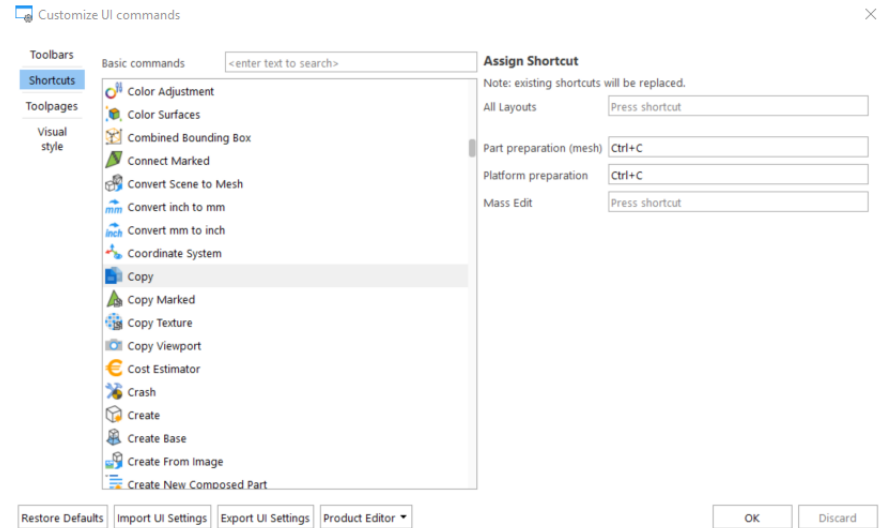 Customize UI commands
Toolbars
Shortcuts
Toolpages
Visual
style
Basic commands
<enter text to search>
Color Adjustment
Color Surfaces
Combined Bounding Box
Connect Marked
Convert Scene to Mesh
mm Convert inch to mm
inch Convert mm to inch
Coordinate System
Copy
Copy Marked
Copy Texture
Copy Viewport
Cost Estimator
Crash
Create
Create Base
Create From Image
Create New Composed Part
Assign Shortcut
Note: existing shortcuts will be replaced.
All Layouts Press shortcut
Part preparation (mesh) Ctrl+C
Platform preparation Ctrl+C
Mass Edit Press shortcut
Restore Defaults Import UI Settings Export UI Settings Product Editor OK Discard